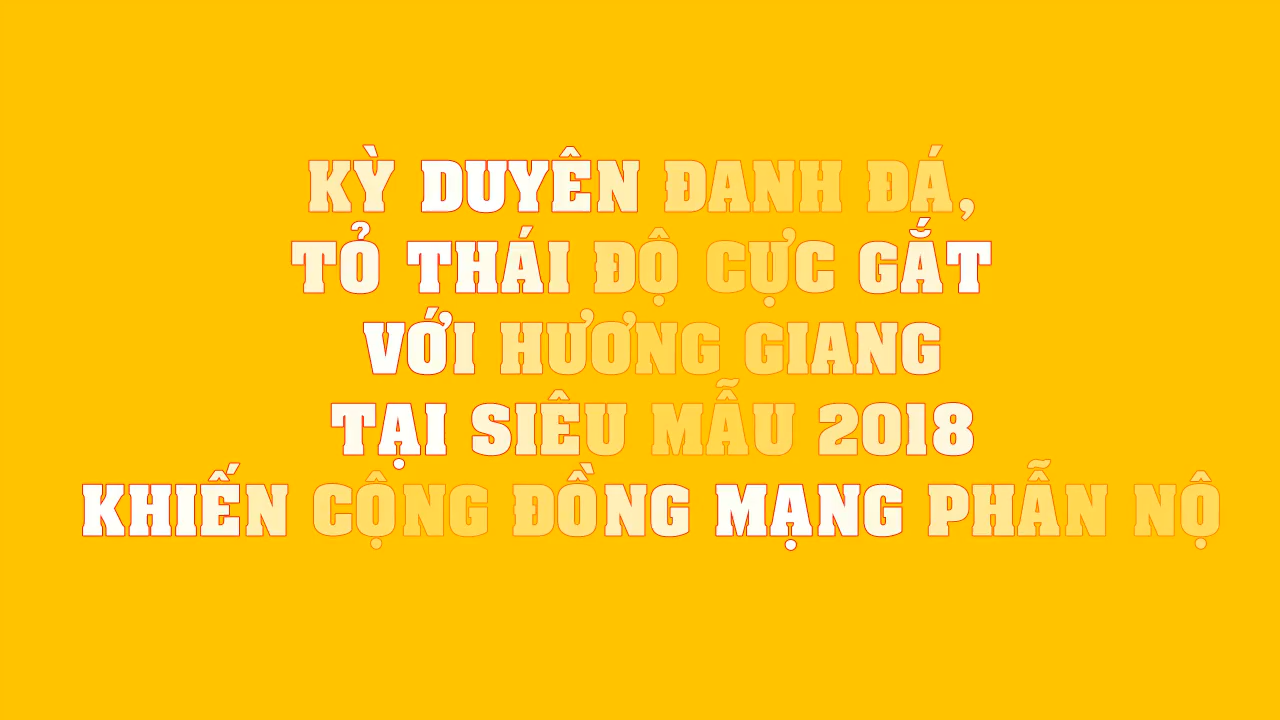 KỲ DUYÊN ĐANH ĐÁ,
TỎ THÁI ĐỘ CỰC GẮT
VỚI HƯƠNG GIANG
TẠI SIÊU MẪU 2018
KHIẾN CỘNG ĐỒNG MẠNG PHẪN NỘ